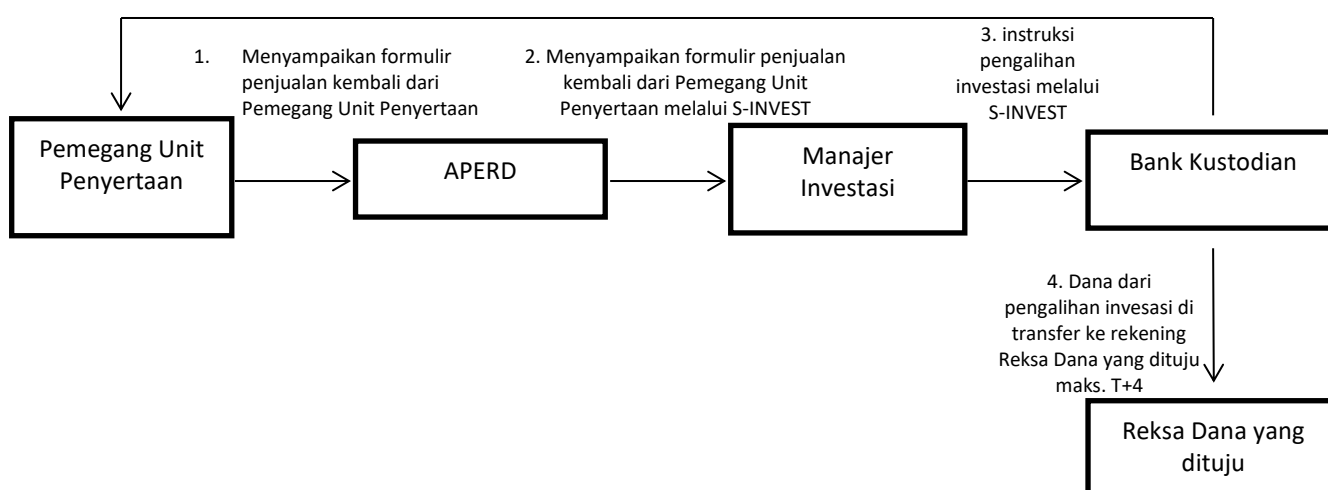 1. Menyampaikan formulir
penjualan kembali dari
Pemegang Unit Penyertaan
2. Menyampaikan formulir penjualan
kembali dari Pemegang Unit
Penyertaan melalui S-INVEST
3. instruksi
pengalihan
investasi melalui
S-INVEST
Pemegang Unit
Penyertaan
APERD
Manajer
Investasi
Bank Kustodian
4. Dana dari
pengalihan invesasi di
transfer ke rekening
Reksa Dana yang dituju
maks. T+4
Reksa Dana yang
dituju